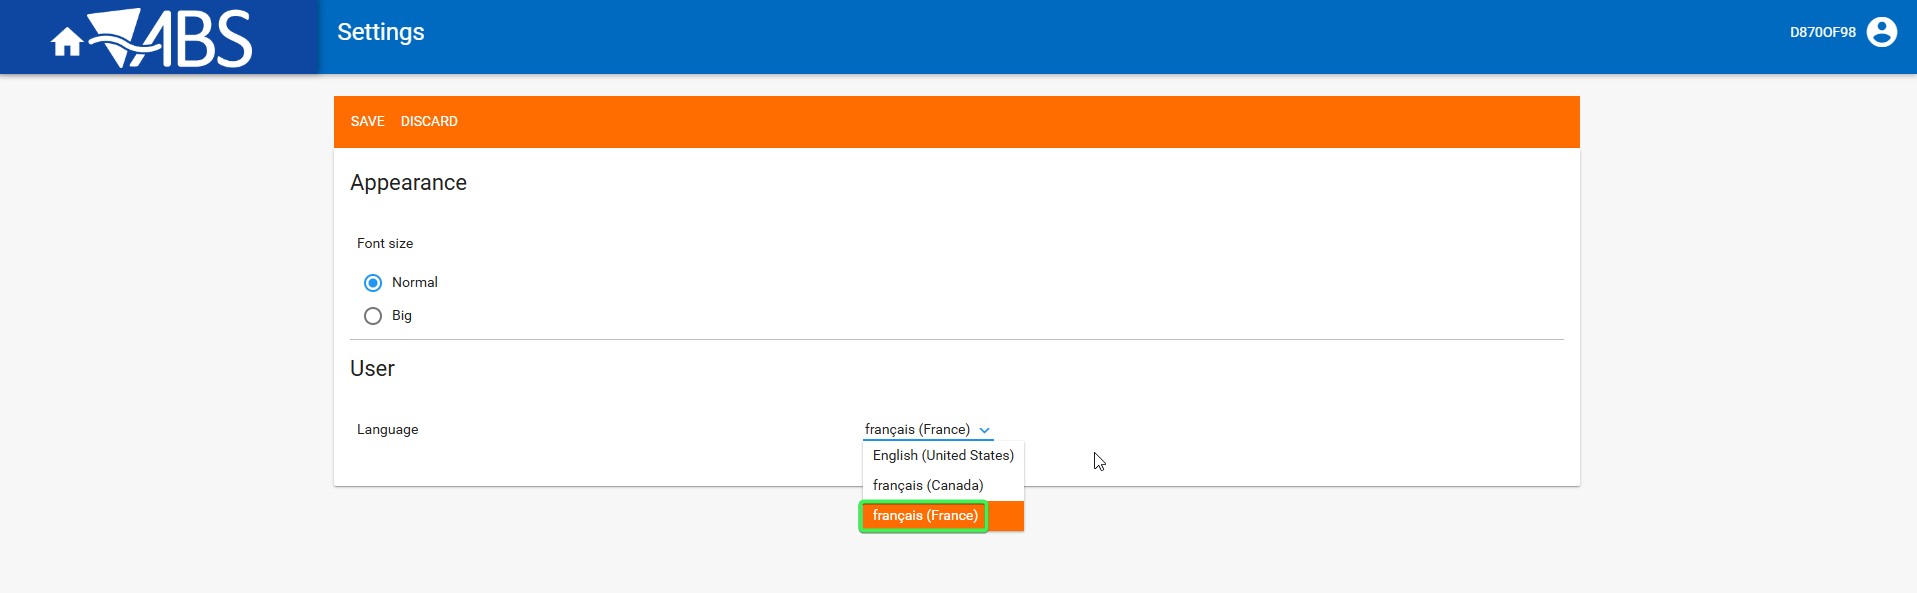 ABS
Settings
D870OF98
SAVE DISCARD
Appearance
Font size
Normal
Big
User
Language
français (France)
English (United States)
français (Canada)
français (France)